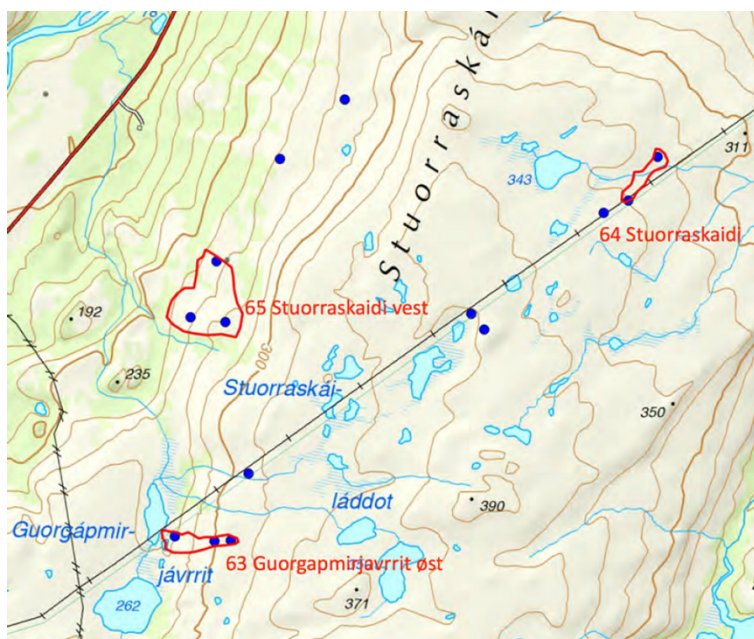 Stuorraskái
343
311
64 Stuorraskaidi
65 Stuorraskaidi vest
192
300
235
Stuorraskái-
350
390
láddot
Guorgápmir-
63 Guorgapmirjavrrit øst
jávrrit
371
262